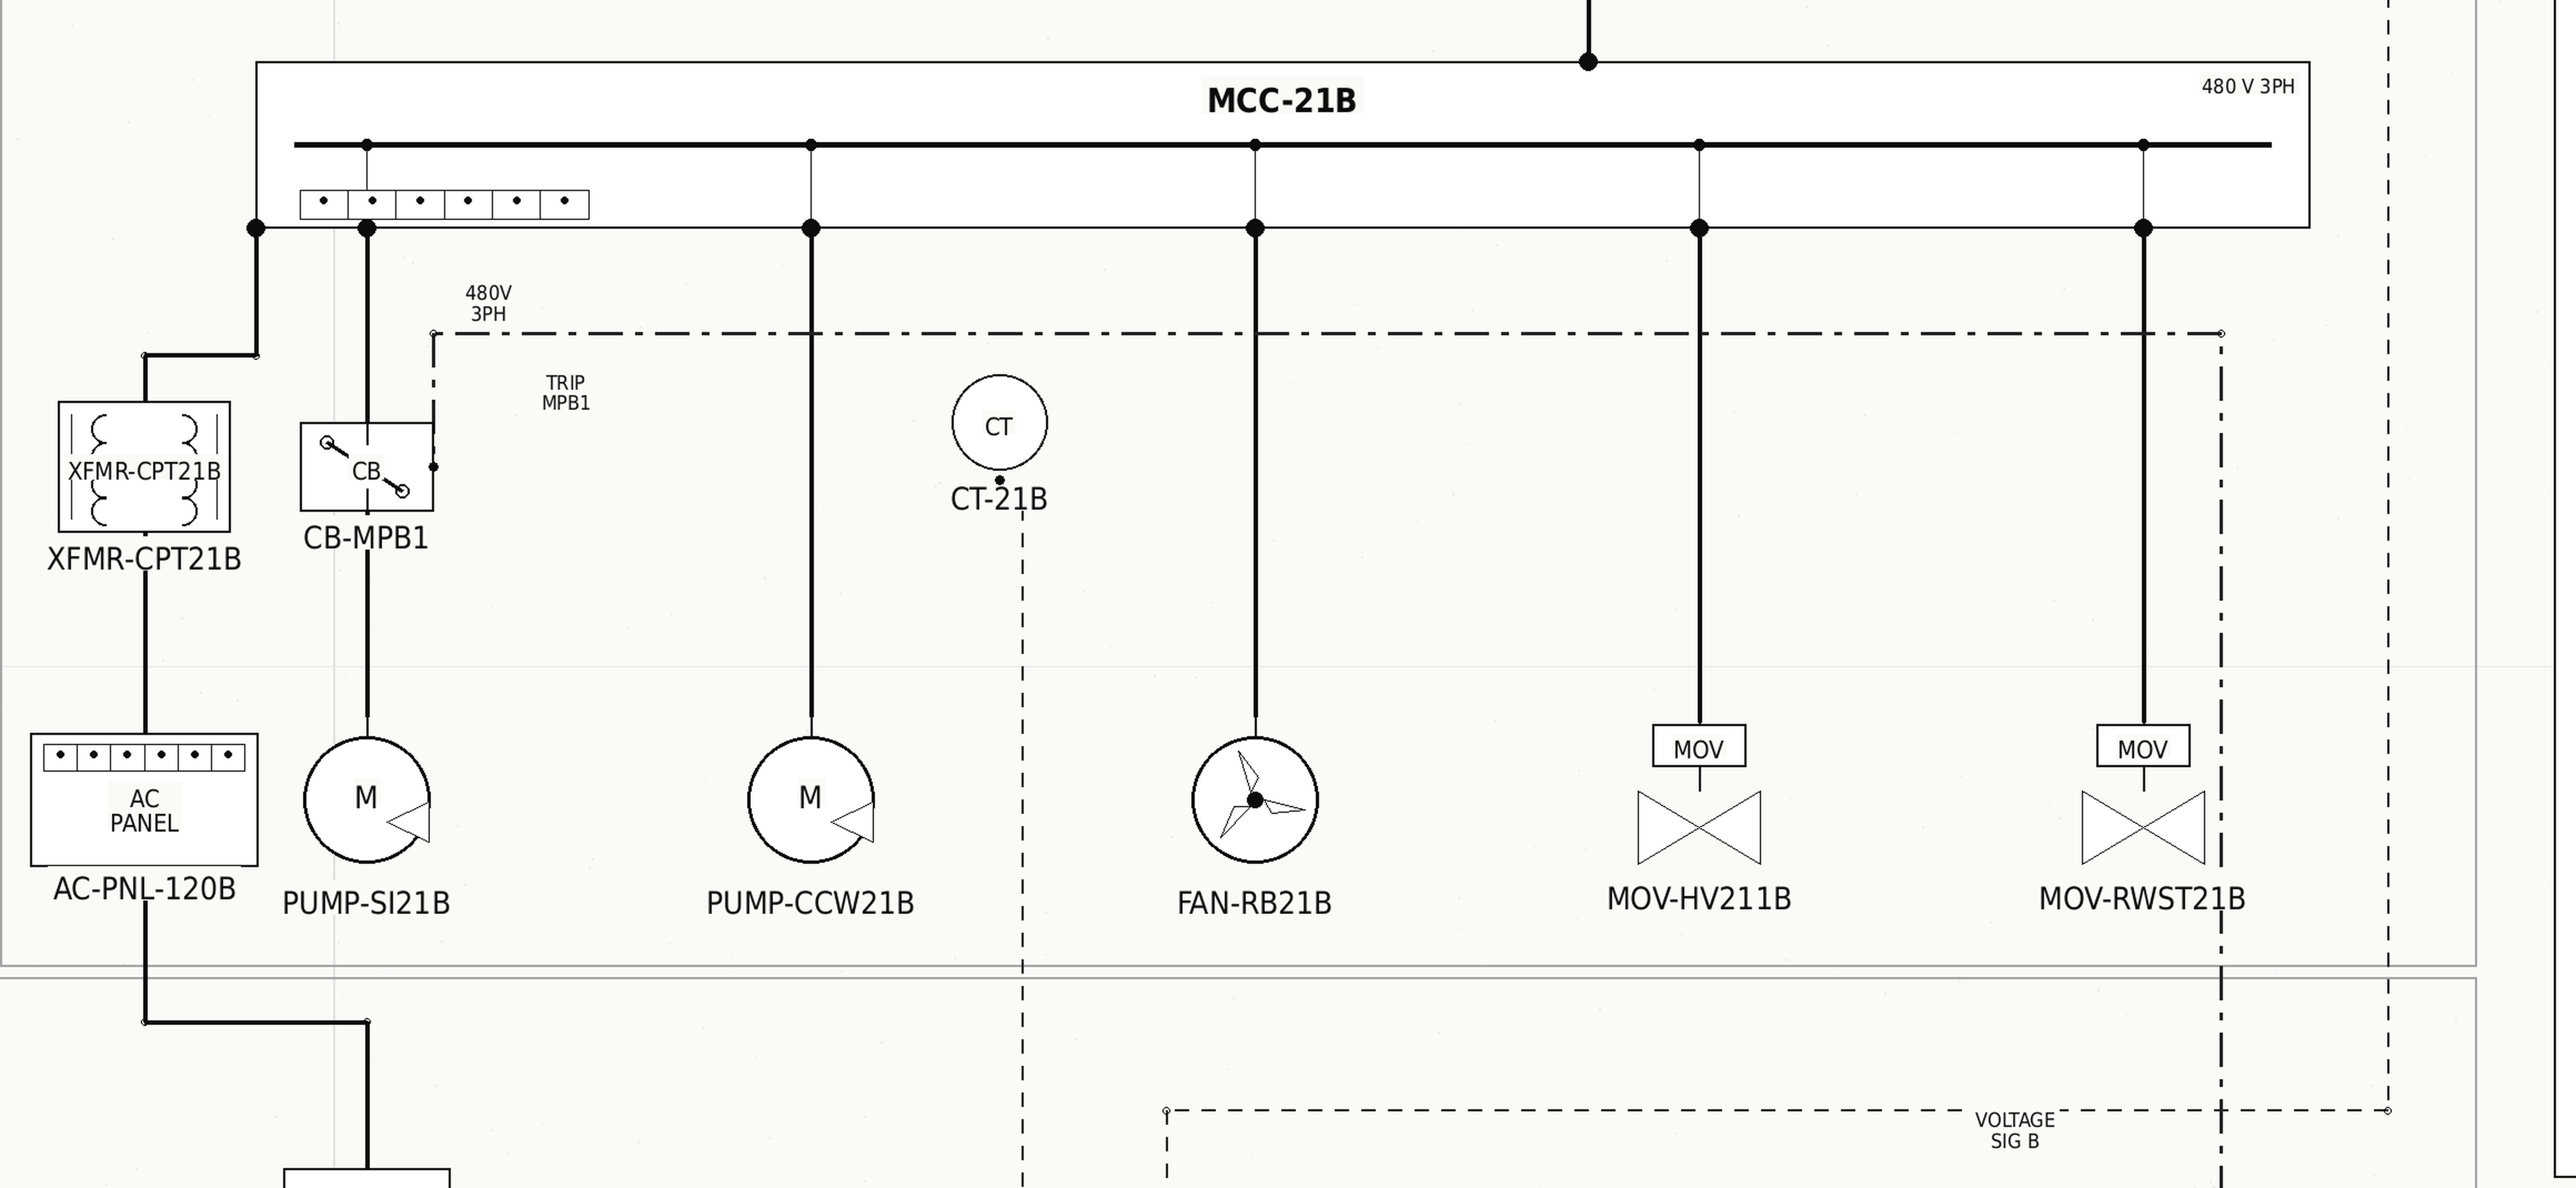 MCC-21B
480 V 3PH
480V
3PH
TRIP
MPB1
CT
CT-21B
XFMR-CPT21B
XFMR-CPT21B
CB
CB-MPB1
MOV
MOV
AC
PANEL
AC-PNL-120B
M
PUMP-SI21B
M
PUMP-CCW21B
FAN-RB21B
MOV-HV211B
MOV-RWST21B
VOLTAGE
SIG B